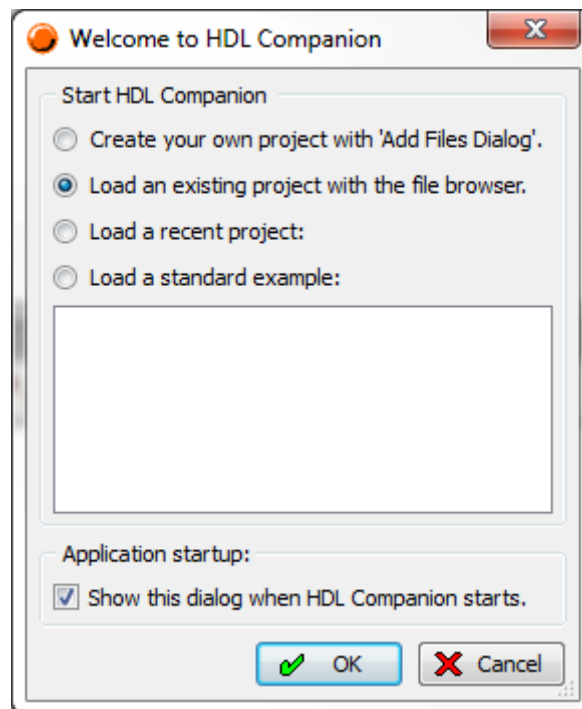 Welcome to HDL Companion
Start HDL Companion
Create your own project with 'Add Files Dialog'.
Load an existing project with the file browser.
Load a recent project:
Load a standard example:
Application startup:
Show this dialog when HDL Companion starts.
OK
Cancel